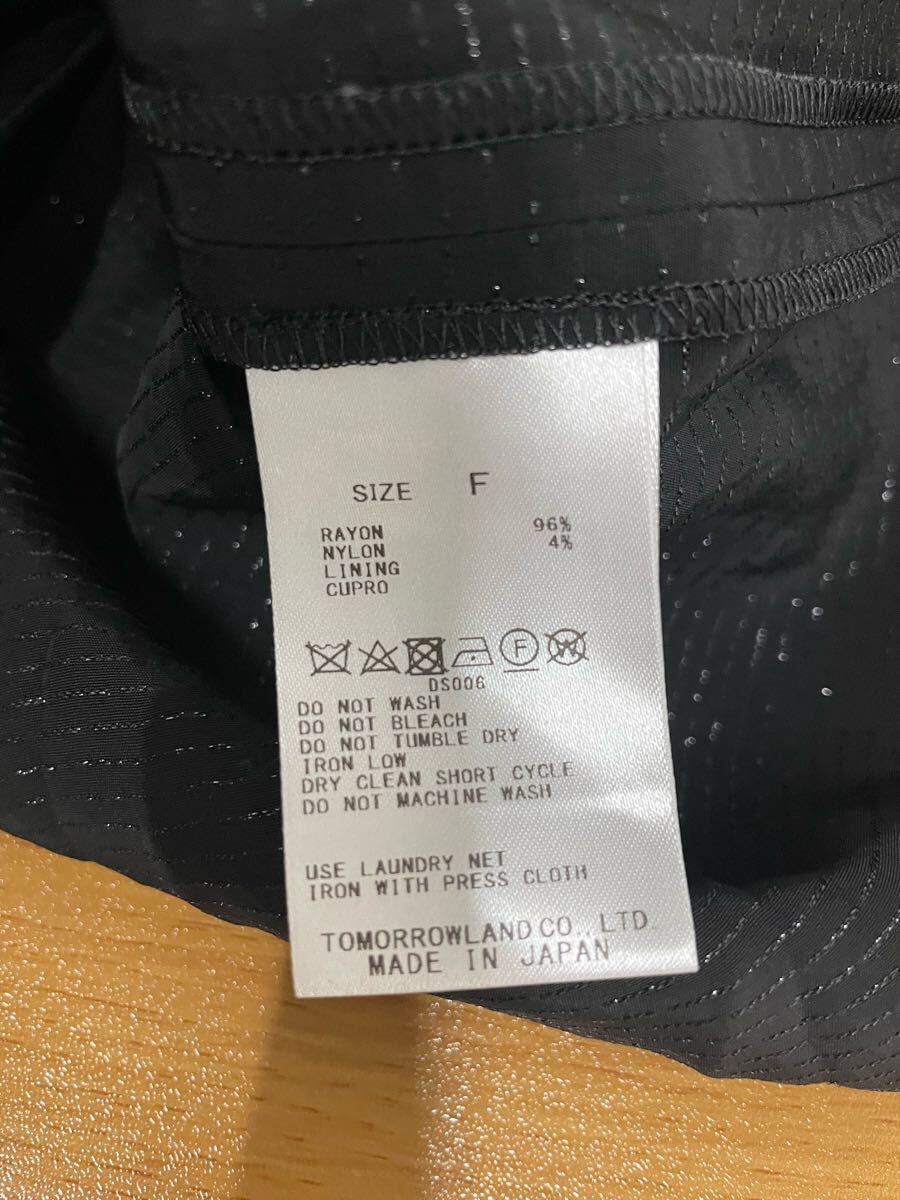 SIZE F
RAYON 96%
NYLON 4%
LINING
CUPRO
F W
DS006
DO NOT WASH
DO NOT BLEACH
DO NOT TUMBLE DRY
IRON LOW
DRY CLEAN SHORT CYCLE
DO NOT MACHINE WASH
USE LAUNDRY NET
IRON WITH PRESS CLOTH
TOMORROWLAND CO., LTD
MADE IN JAPAN